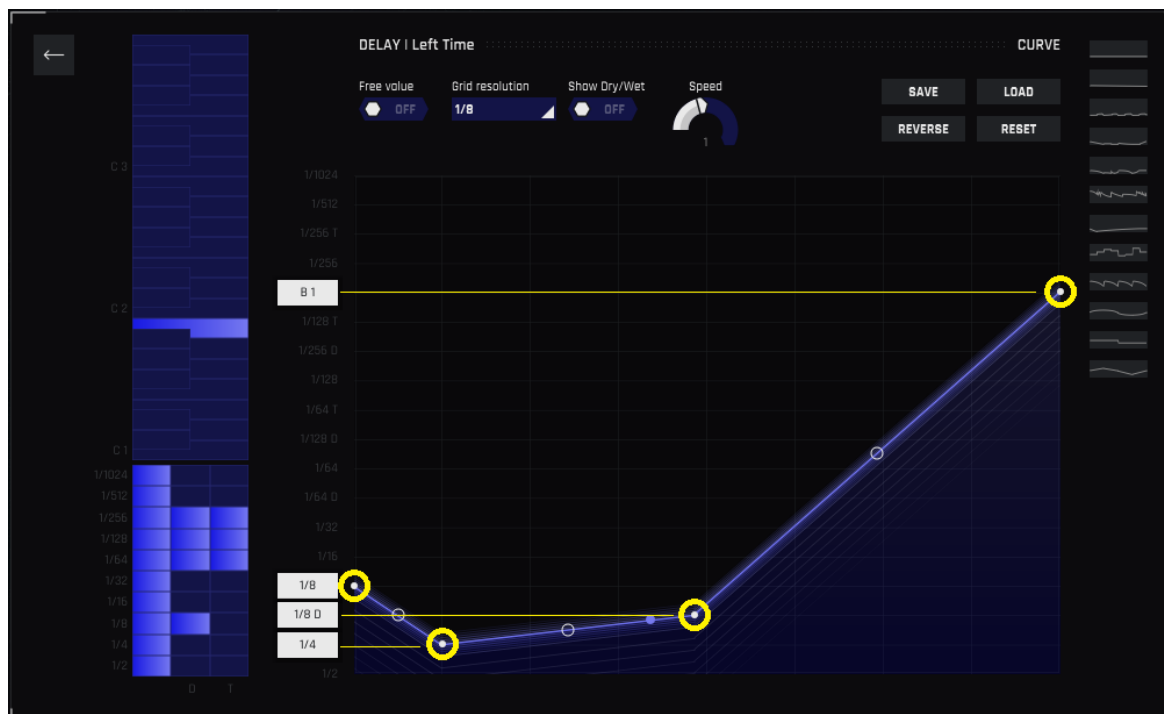 ←
DELAY | Left Time
CURVE
Free value
Grid resolution
Show Dry/Wet
Speed
OFF
1/8
OFF
1
SAVE
LOAD
REVERSE
RESET
C 3
C 2
C 1
1/1024
1/512
1/256
1/128
1/64
1/32
1/16
1/8
1/4
1/2
D
T
1/1024
1/512
1/256 T
1/256
B 1
1/128 T
1/256 D
1/128
1/64 T
1/128 D
1/64
1/64 D
1/32
1/16
1/8
1/8 D
1/4
1/2